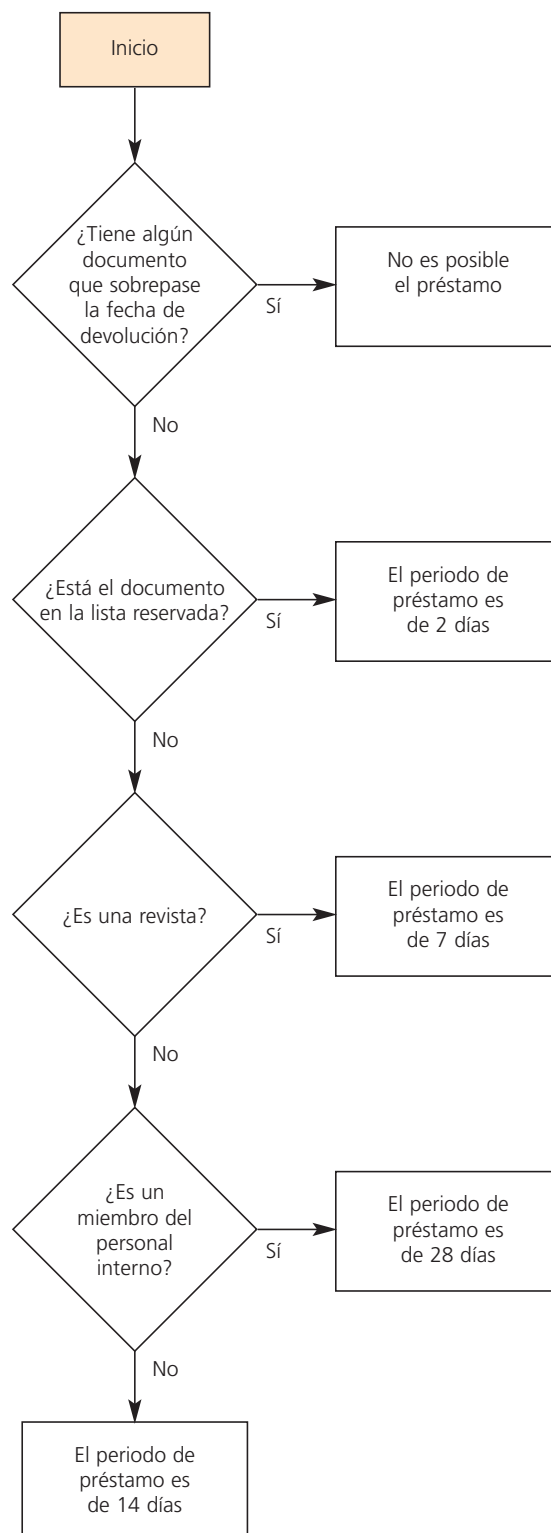 Inicio
¿Tiene algún
documento
que sobrepase
la fecha de
devolución?
Sí
No es posible
el préstamo
No
¿Está el documento
en la lista reservada?
Sí
El periodo de
préstamo es
de 2 días
No
¿Es una revista?
Sí
El periodo de
préstamo es
de 7 días
No
¿Es un
miembro del
personal
interno?
Sí
El periodo de
préstamo es
de 28 días
No
El periodo de
préstamo es
de 14 días